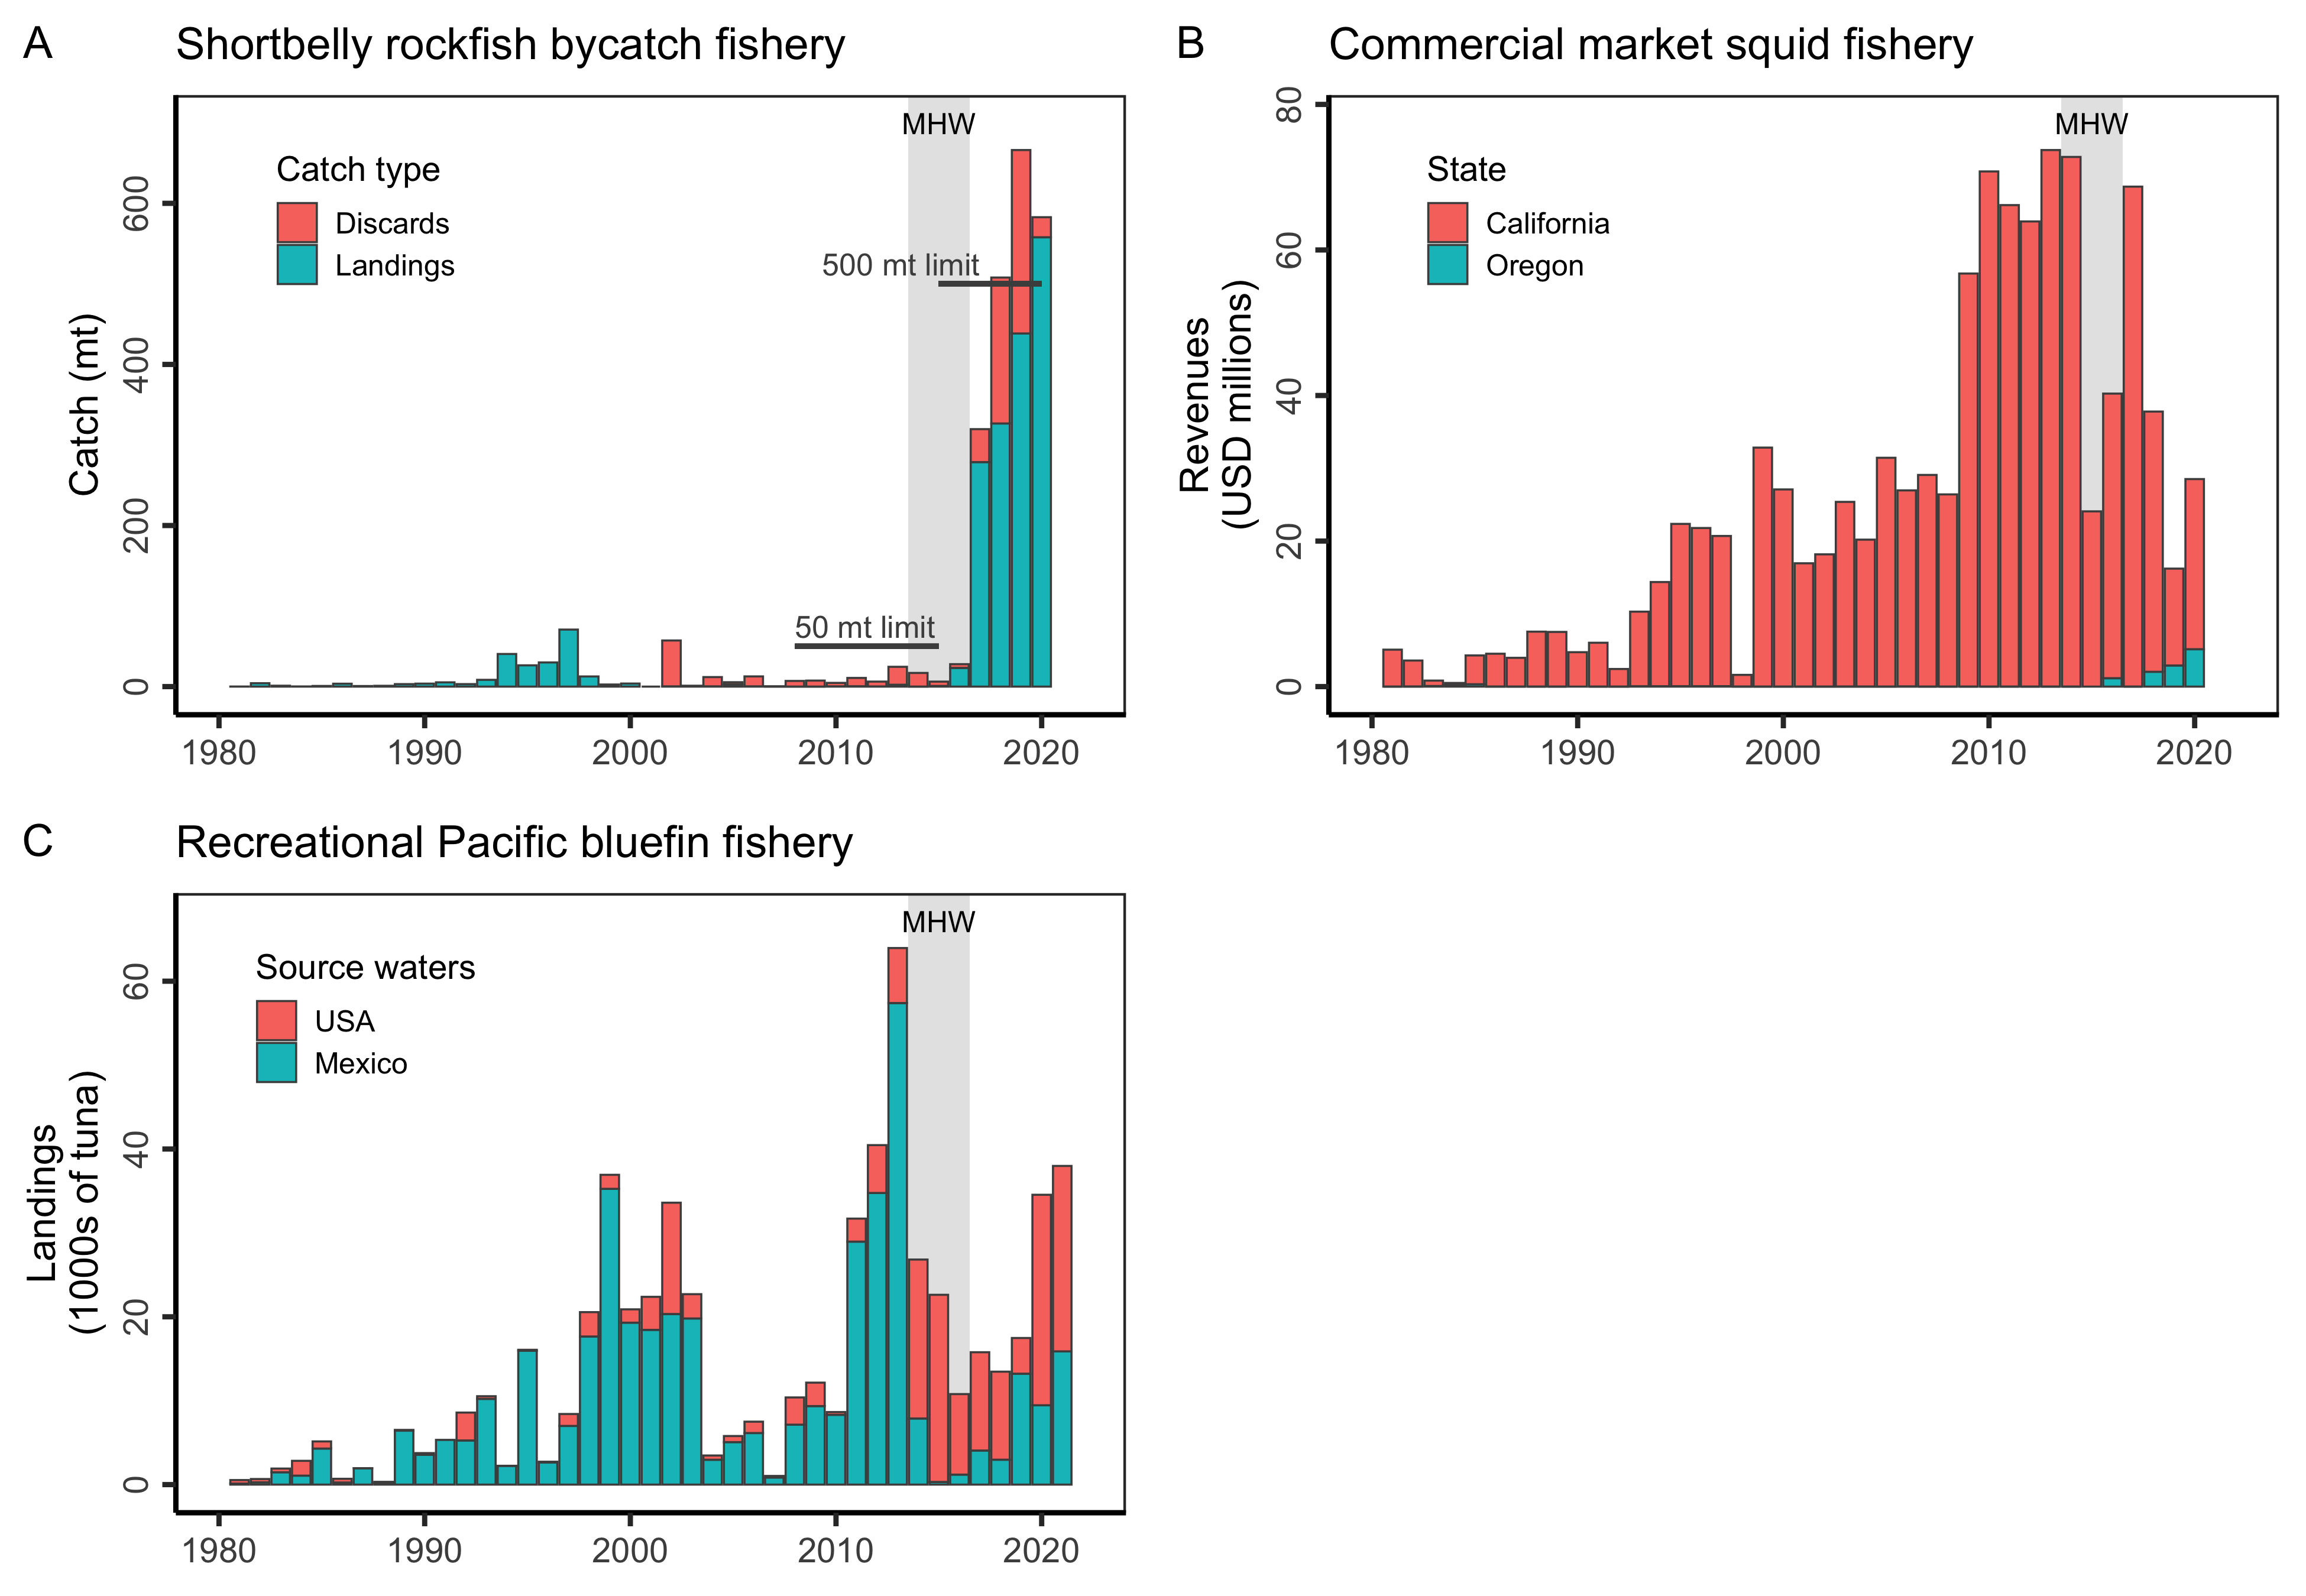 A
Shortbelly rockfish bycatch fishery
MHW
Catch type
Discards
Landings
500 mt limit
50 mt limit
Catch (mt)
600
400
200
0
1980
1990
2000
2010
2020
B
Commercial market squid fishery
MHW
State
California
Oregon
Revenues
(USD millions)
80
60
40
20
0
1980
1990
2000
2010
2020
C
Recreational Pacific bluefin fishery
MHW
Source waters
USA
Mexico
Landings
(1000s of tuna)
60
40
20
0
1980
1990
2000
2010
2020